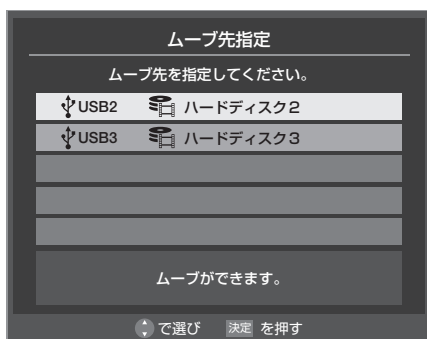 ムーブ先指定
ムーブ先を指定してください。
USB2 ハードディスク2
USB3 ハードディスク3
ムーブができます。
で選び 決定 を押す